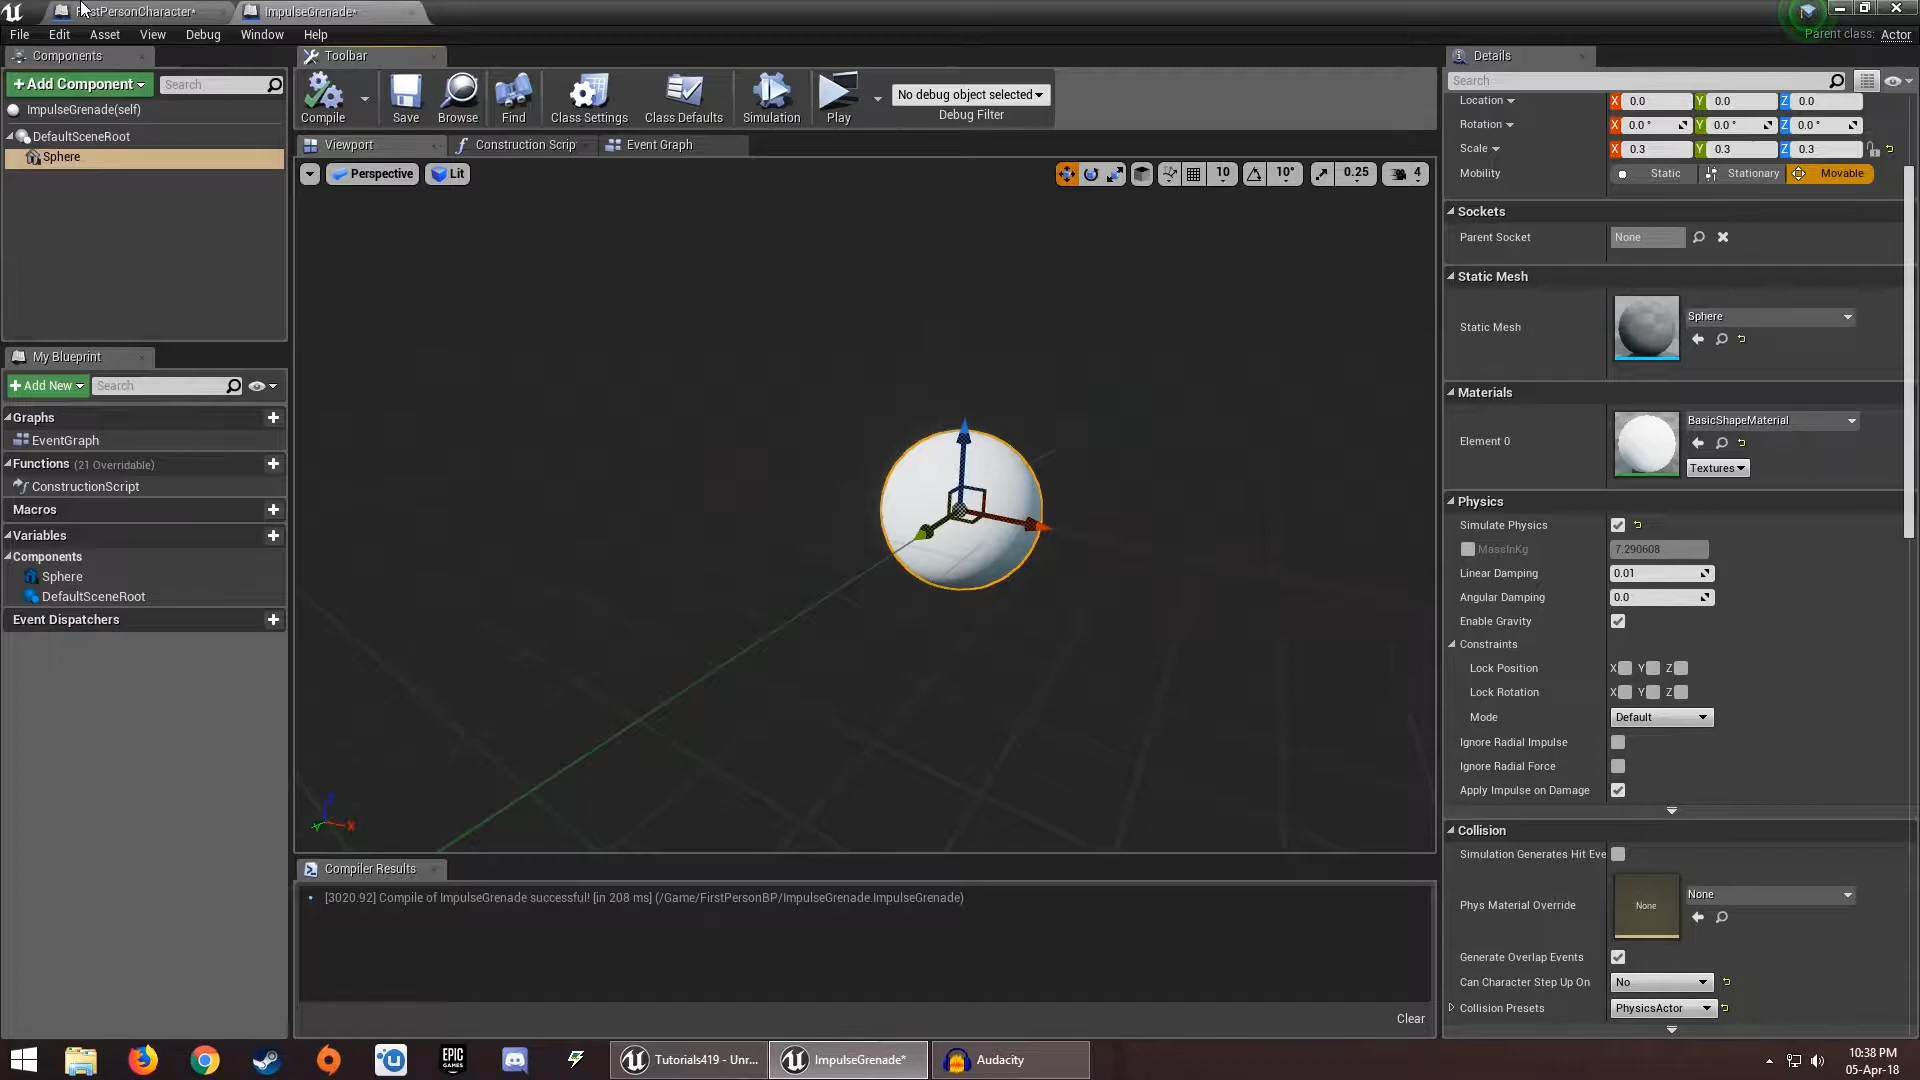 FirstPersonCharacter*
ImpulseGrenade*
File Edit Asset View Debug Window Help
Parent class: Actor
Components
+Add Component
Search
ImpulseGrenade(self)
DefaultSceneRoot
Sphere
My Blueprint
+Add New
Search
Graphs
EventGraph
Functions (21 Overridable)
ConstructionScript
Macros
Variables
Components
Sphere
DefaultSceneRoot
Event Dispatchers
Toolbar
Compile
Save
Browse
Find
Class Settings
Class Defaults
Simulation
Play
No debug object selected
Debug Filter
Viewport
Construction Scrip
Event Graph
Perspective
Lit
10
10°
0.25
4
Z
X
Y
Compiler Results
[3020.92] Compile of ImpulseGrenade successful! [in 208 ms] (/Game/FirstPersonBP/ImpulseGrenade.ImpulseGrenade)
Clear
Details
Search
Location X 0.0 Y 0.0 Z 0.0
Rotation X 0.0 ° Y 0.0 ° Z 0.0 °
Scale X 0.3 Y 0.3 Z 0.3
Mobility Static Stationary Movable
Sockets
Parent Socket None
Static Mesh
Static Mesh Sphere
Materials
Element 0 BasicShapeMaterial
Textures
Physics
Simulate Physics
MassInKg 7.290608
Linear Damping 0.01
Angular Damping 0.0
Enable Gravity
Constraints
Lock Position X Y Z
Lock Rotation X Y Z
Mode Default
Ignore Radial Impulse
Ignore Radial Force
Apply Impulse on Damage
Collision
Simulation Generates Hit Eve
Phys Material Override None None
Generate Overlap Events
Can Character Step Up On No
Collision Presets PhysicsActor
EPIC GAMES
Tutorials419 - Unr...
ImpulseGrenade*
Audacity
10:38 PM
05-Apr-18